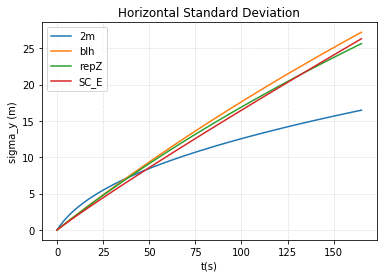 Horizontal Standard Deviation
2m
blh
repZ
SC_E
sigma_y (m)
25
20
15
10
5
0
0 25 50 75 100 125 150
t(s)